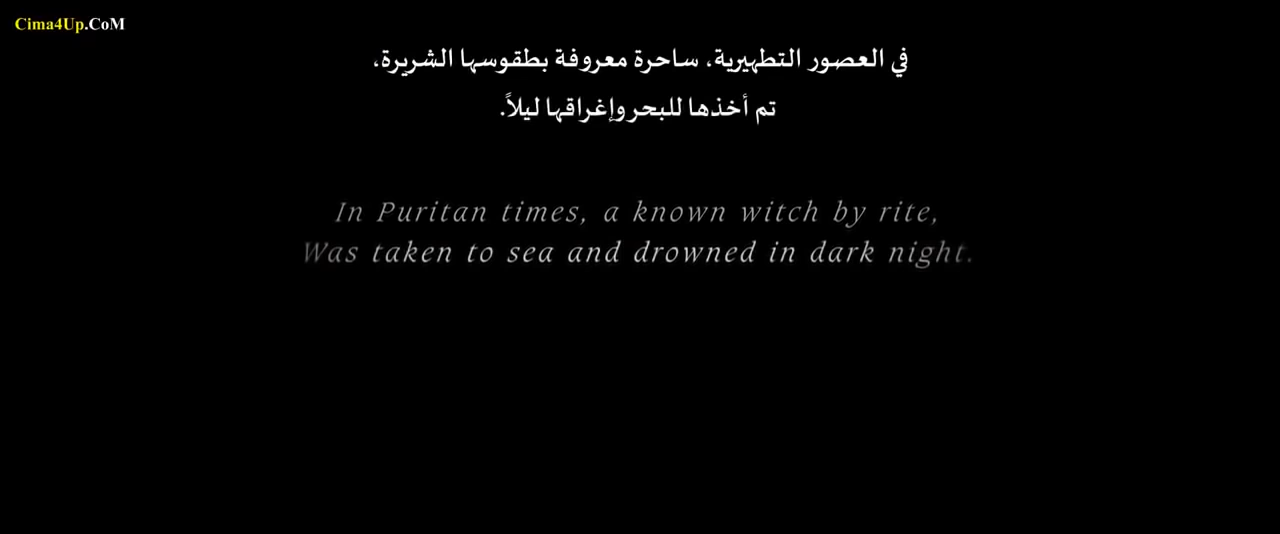 Cima4Up.CoM
في العصور التطهيرية، ساحرة معروفة بطقوسها الشريرة،
تم أخذها للبحر وإغراقها ليلاً.
In Puritan times, a known witch by rite,
Was taken to sea and drowned in dark night.